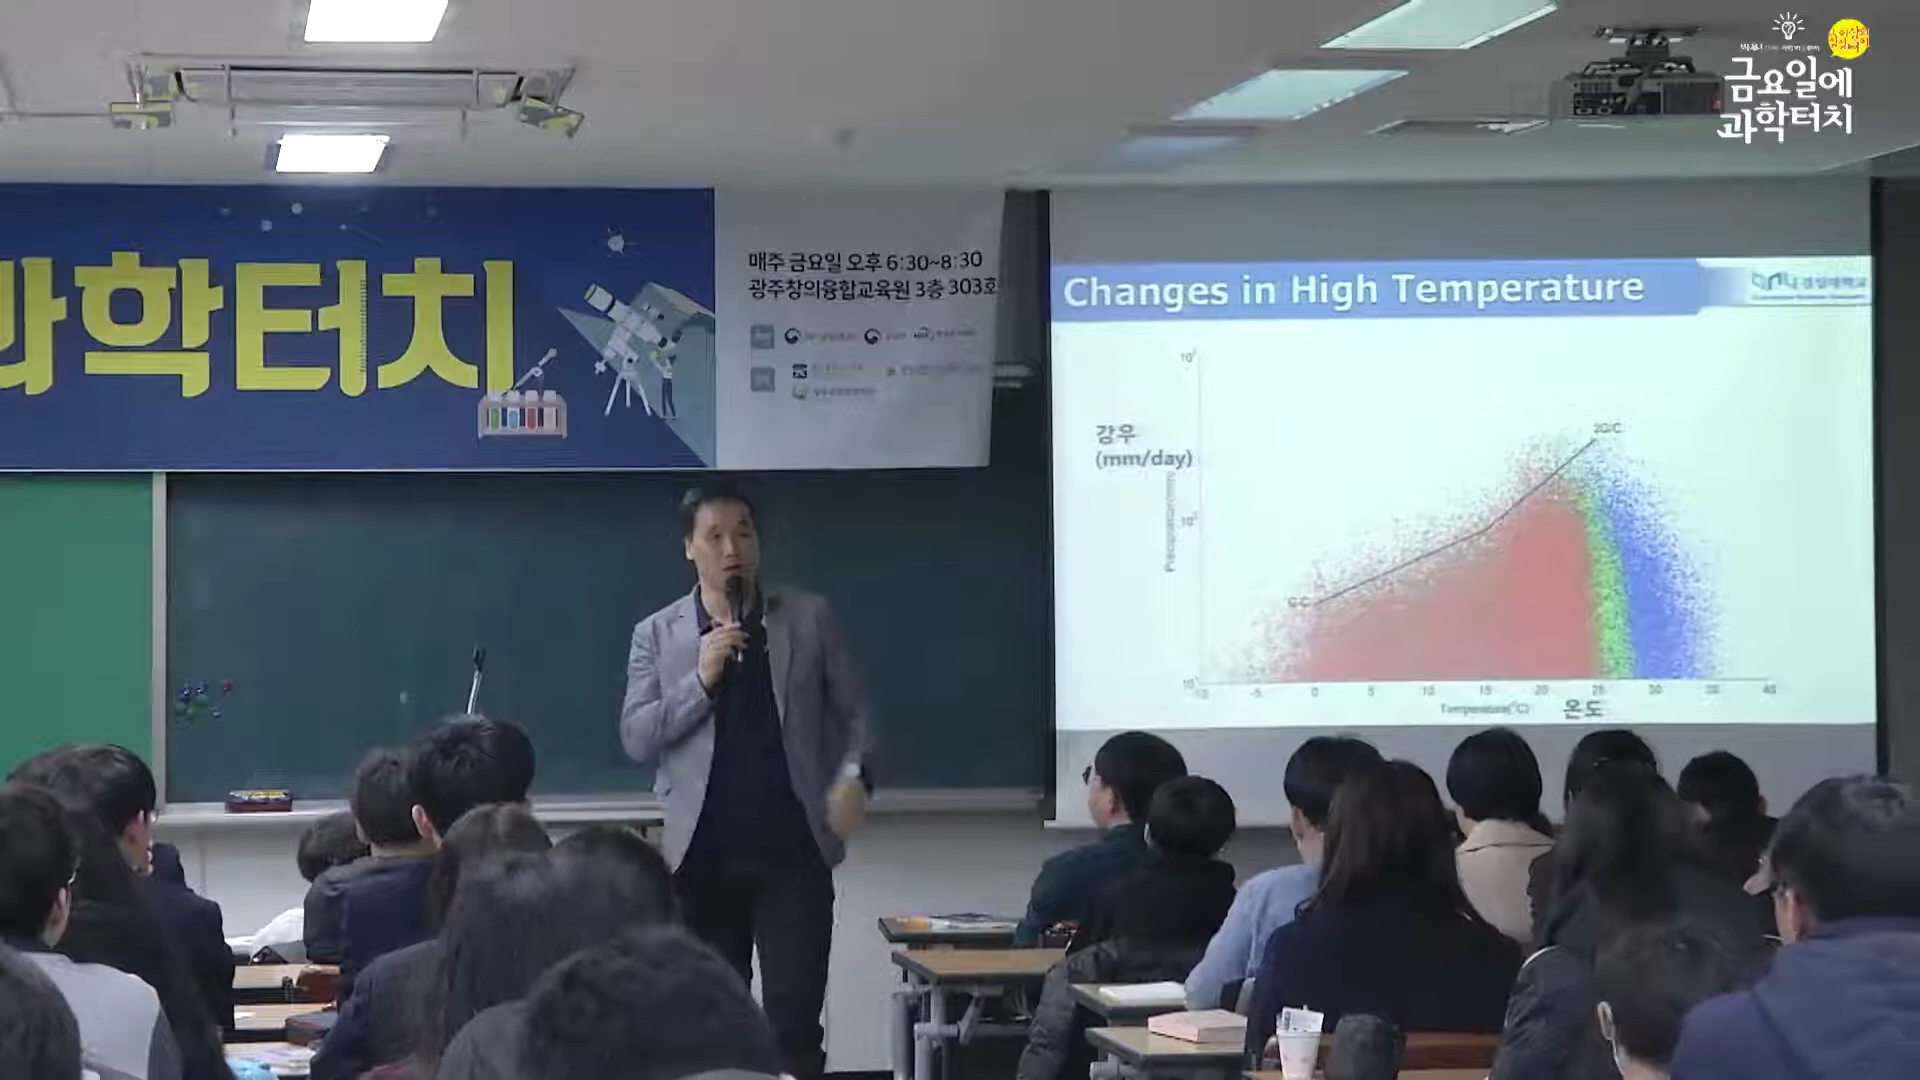 금요일에
과학터치
과학터치
매주 금요일 오후 6:30~8:30
광주창의융합교육원 3층 303호
Changes in High Temperature
강우
(mm/day)
2C/C
C/C
-10 -5 0 5 10 15 20 25 30 35 40
Temperature(°C)
온도